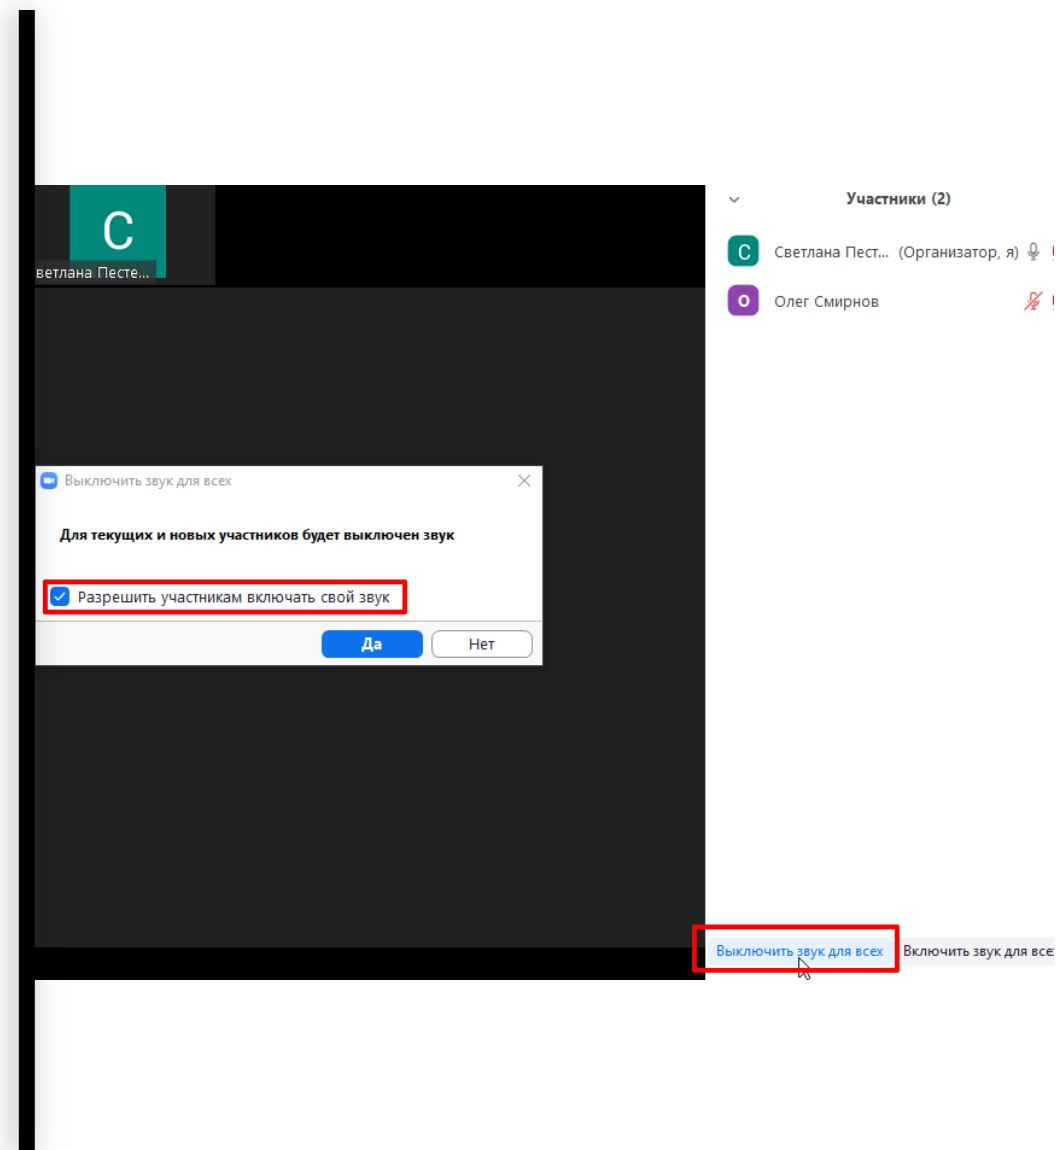 С
ветлана Песте...
Участники (2)
С Светлана Пест... (Организатор, я)
О Олег Смирнов
Выключить звук для всех
Для текущих и новых участников будет выключен звук
Разрешить участникам включать свой звук
Да Нет
Выключить звук для всех Включить звук для всех